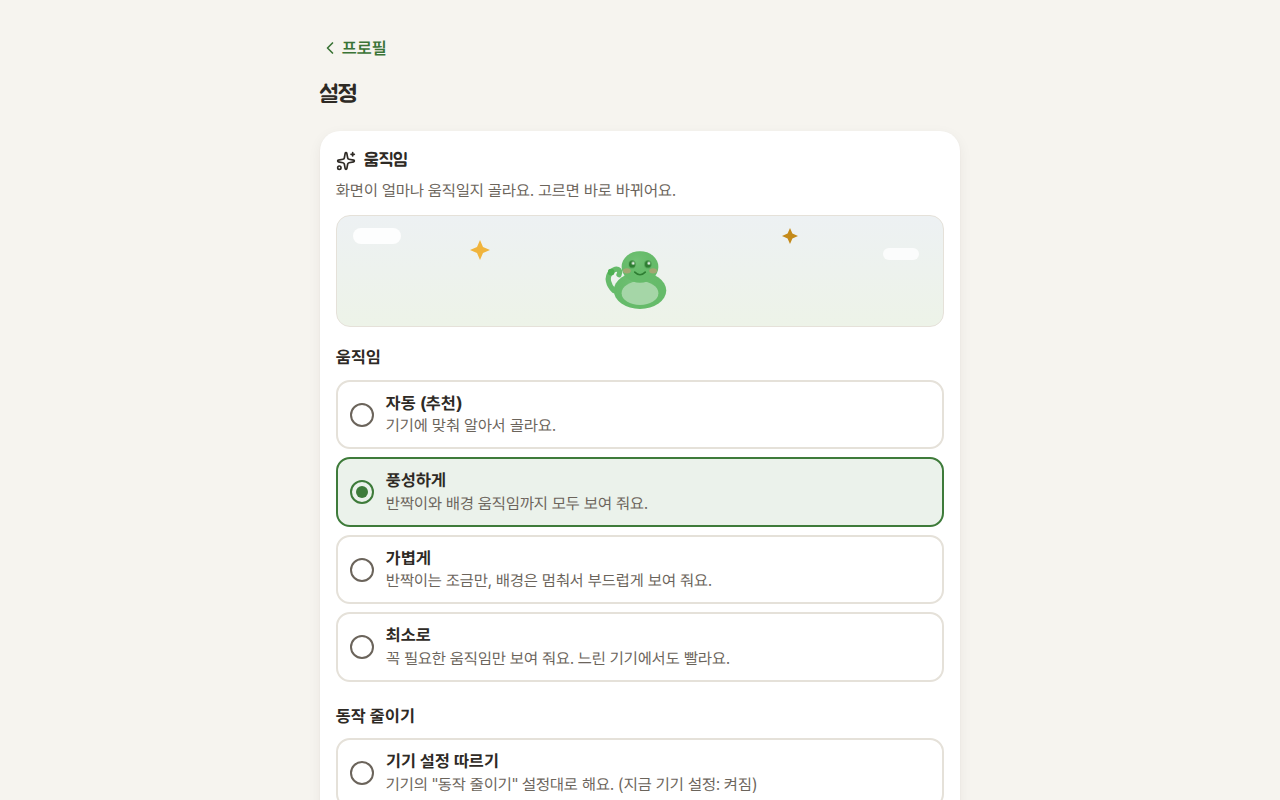 프로필
설정
움직임
화면이 얼마나 움직일지 골라요. 고르면 바로 바뀌어요.
움직임
자동 (추천)
기기에 맞춰 알아서 골라요.
풍성하게
반짝이와 배경 움직임까지 모두 보여 줘요.
가볍게
반짝이는 조금만, 배경은 멈춰서 부드럽게 보여 줘요.
최소로
꼭 필요한 움직임만 보여 줘요. 느린 기기에서도 빨라요.
동작 줄이기
기기 설정 따르기
기기의 "동작 줄이기" 설정대로 해요. (지금 기기 설정: 켜짐)